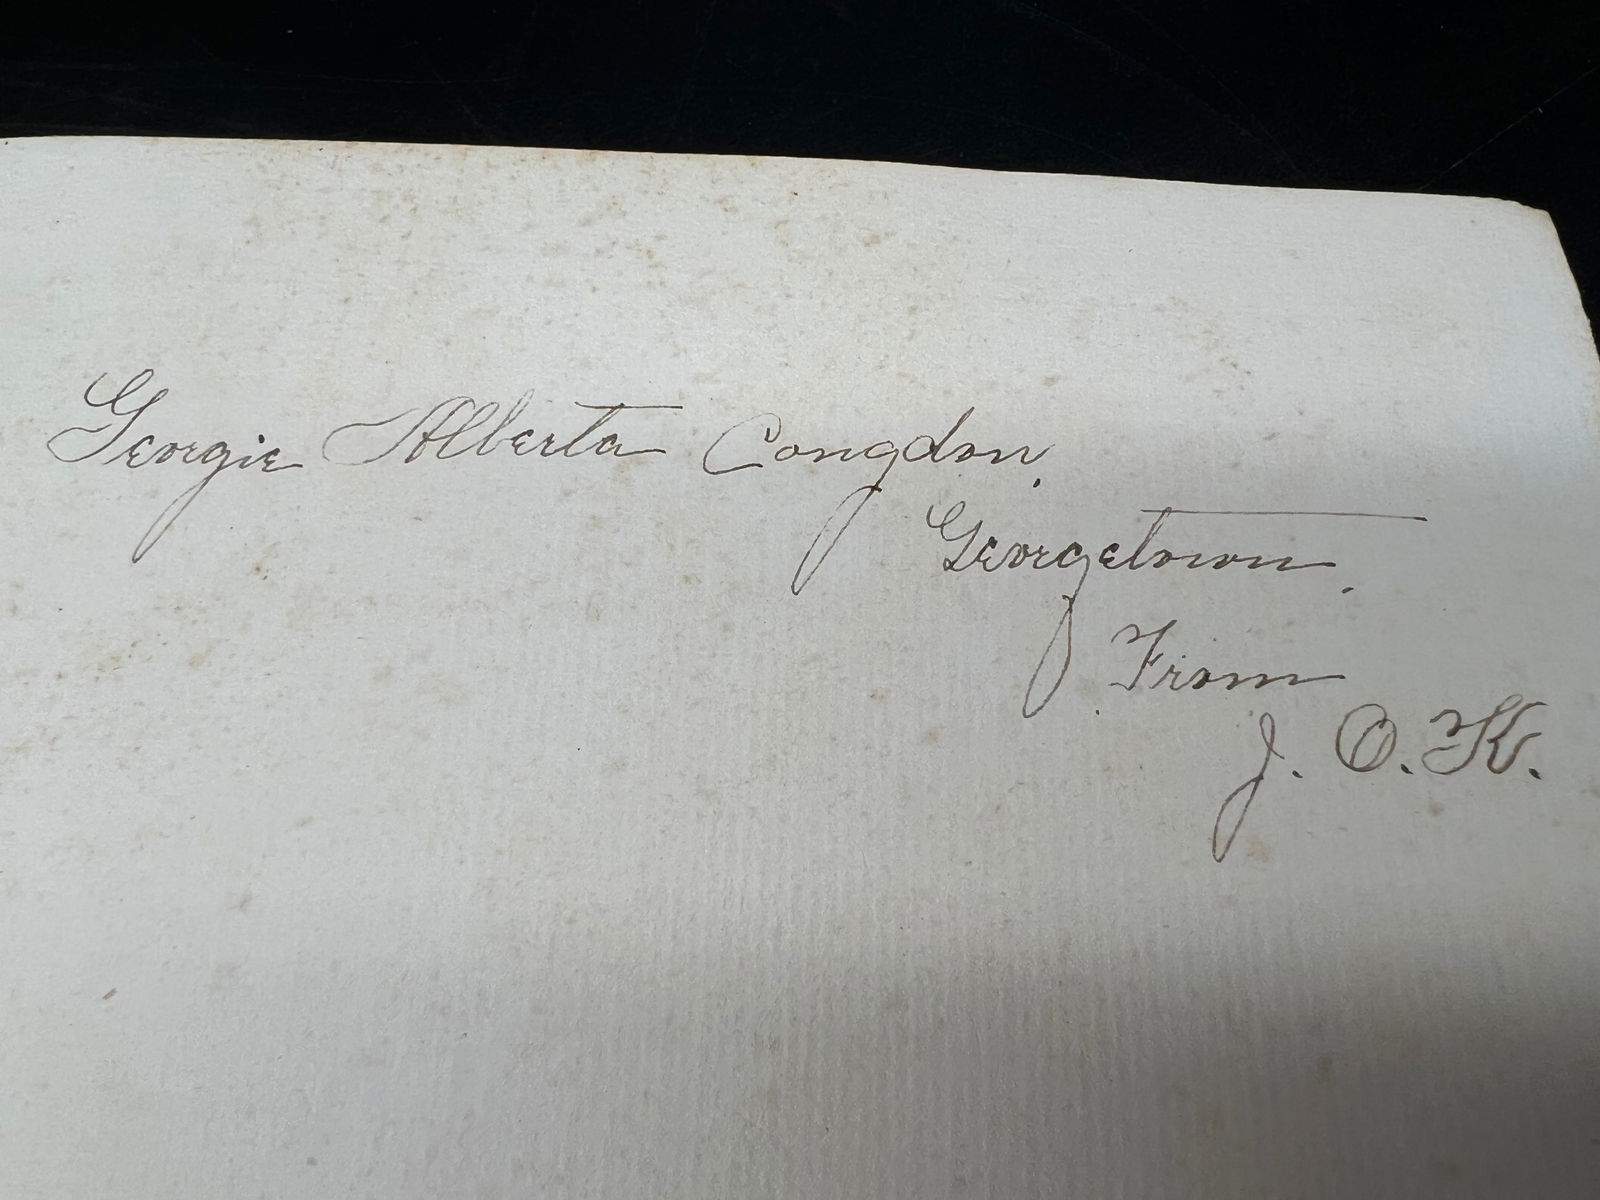 Georgie Alberta Congdon.
Georgetown.
From
J. O. K.